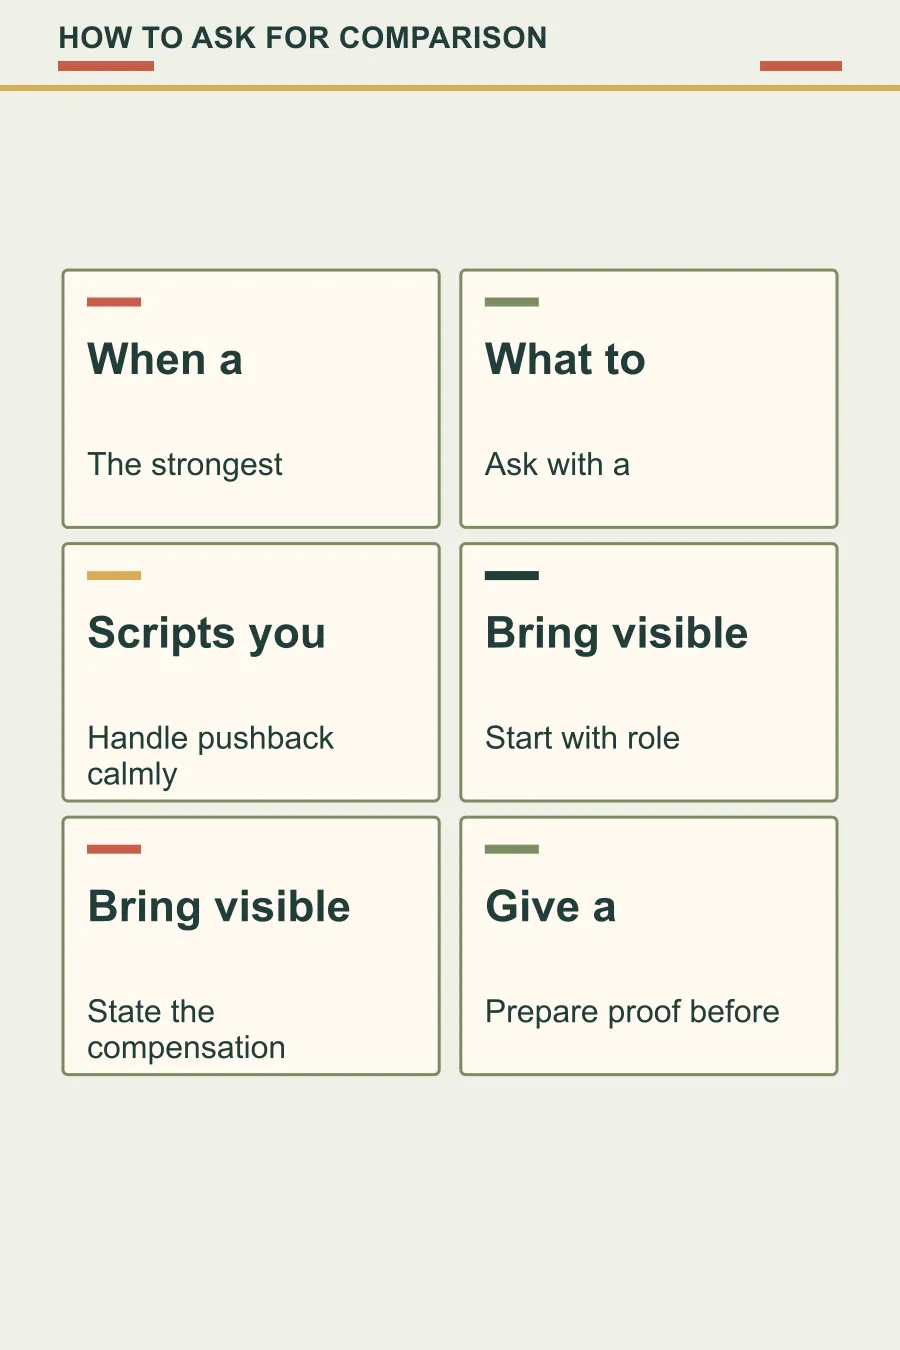 HOW TO ASK FOR COMPARISON
When a
The strongest
What to
Ask with a
Scripts you
Handle pushback
calmly
Bring visible
Start with role
Bring visible
State the
compensation
Give a
Prepare proof before